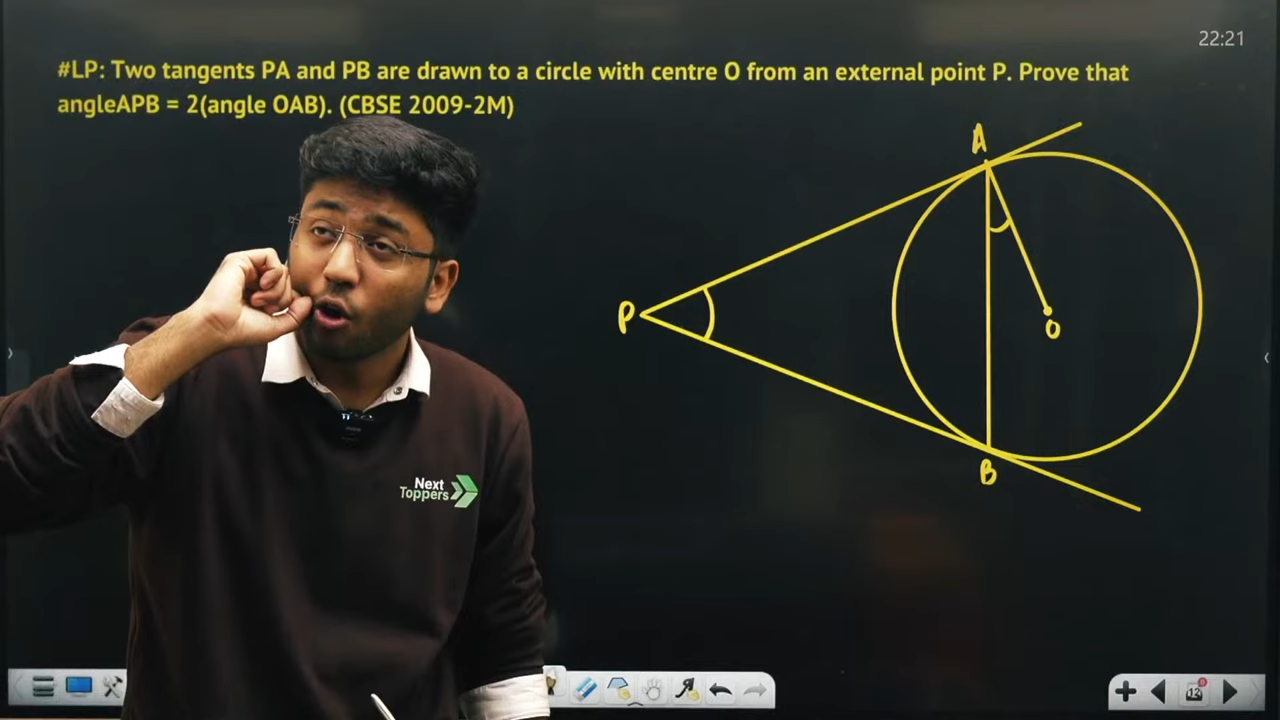 22:21
#LP: Two tangents PA and PB are drawn to a circle with centre O from an external point P. Prove that
angleAPB = 2(angle OAB). (CBSE 2009-2M)
A
P
O
B
Next
Toppers
12